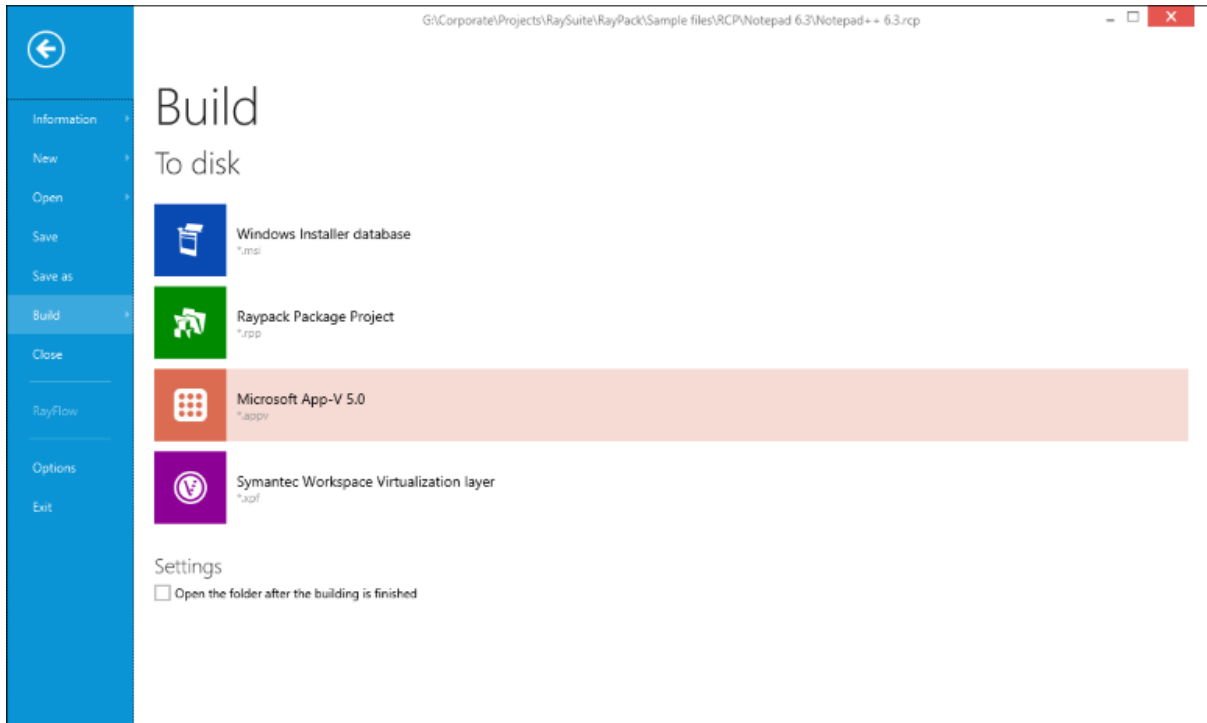 G:\Corporate\Projects\RaySuite\RayPack\Sample files\RCP\Notepad 6.3\Notepad++ 6.3.rcp
Information
New
Open
Save
Save as
Build
Close
RayFlow
Options
Exit
Build
To disk
Windows Installer database
*.msi
Raypack Package Project
*.rpp
Microsoft App-V 5.0
*.appv
Symantec Workspace Virtualization layer
*.xpf
Settings
Open the folder after the building is finished